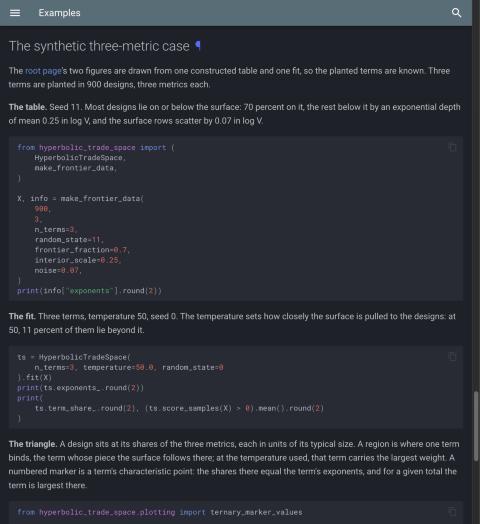 Examples
The synthetic three-metric case ¶
The root page's two figures are drawn from one constructed table and one fit, so the planted terms are known. Three
terms are planted in 900 designs, three metrics each.
The table. Seed 11. Most designs lie on or below the surface: 70 percent on it, the rest below it by an exponential depth
of mean 0.25 in log V, and the surface rows scatter by 0.07 in log V.
from hyperbolic_trade_space import (
    HyperbolicTradeSpace,
    make_frontier_data,
)
X, info = make_frontier_data(
    900,
    3,
    n_terms=3,
    random_state=11,
    frontier_fraction=0.7,
    interior_scale=0.25,
    noise=0.07,
)
print(info["exponents"].round(2))
The fit. Three terms, temperature 50, seed 0. The temperature sets how closely the surface is pulled to the designs: at
50, 11 percent of them lie beyond it.
ts = HyperbolicTradeSpace(
    n_terms=3, temperature=50.0, random_state=0
).fit(X)
print(ts.exponents_.round(2))
print(
    ts.term_share_.round(2), (ts.score_samples(X) > 0).mean().round(2)
)
The triangle. A design sits at its shares of the three metrics, each in units of its typical size. A region is where one term
binds, the term whose piece the surface follows there; at the temperature used, that term carries the largest weight. A
numbered marker is a term's characteristic point: the shares there equal the term's exponents, and for a given total the
term is largest there.
from hyperbolic_trade_space.plotting import ternary_marker_values